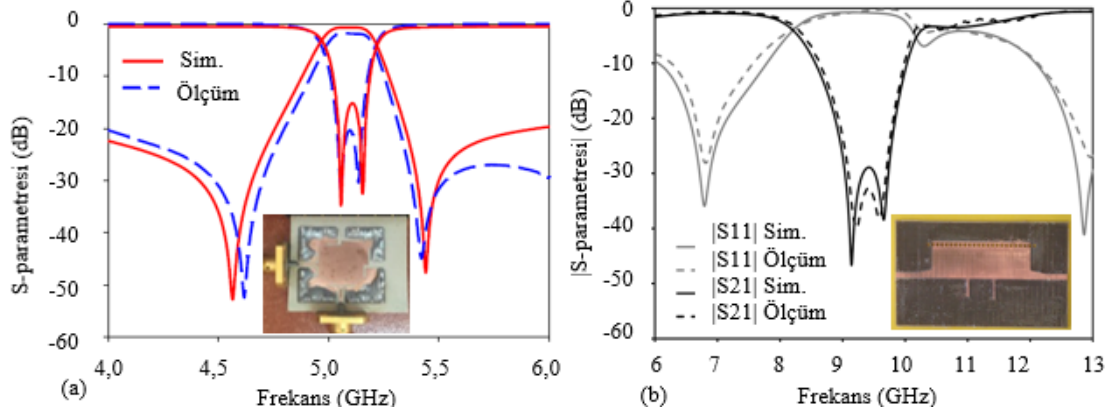 0
-10
-20
-30
-40
-50
-60
S-parametresi (dB)
Sim.
Ölçüm
4,0
4,5
5,0
5,5
6,0
(a)
Frekans (GHz)
0
-10
-20
-30
-40
-50
-60
|S-parametresi| (dB)
|S11| Sim.
|S11| Ölçüm
|S21| Sim.
|S21| Ölçüm
6
7
8
9
10
11
12
13
(b)
Frekans (GHz)